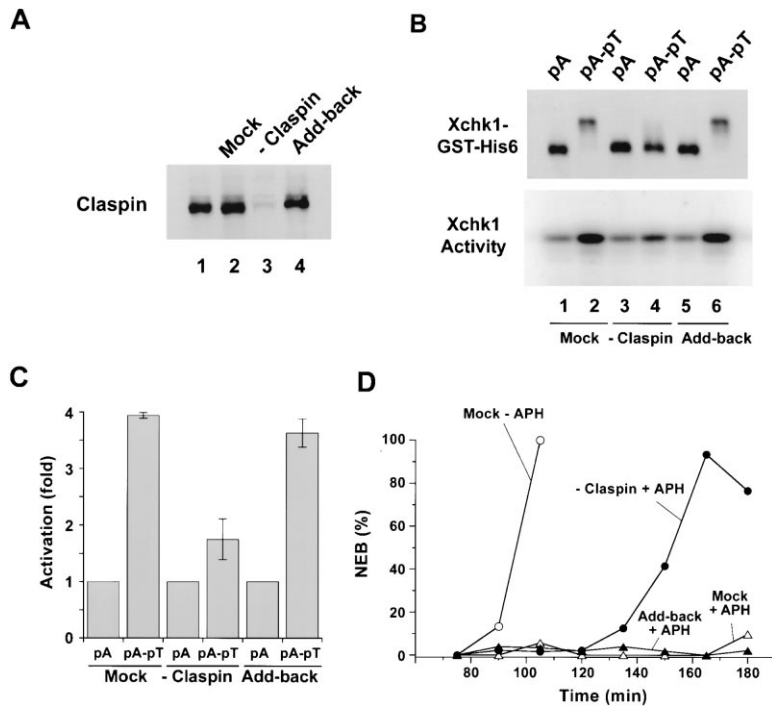 A
Mock
- Claspin
Add-back
Claspin
1 2 3 4
B
pA pA-pT pA pA-pT pA pA-pT
Xchk1-
GST-His6
Xchk1
Activity
1 2 3 4 5 6
Mock - Claspin Add-back
C
Activation (fold)
4
2
1
0
pA pA-pT pA pA-pT pA pA-pT
Mock - Claspin Add-back
D
NEB (%)
100
80
60
40
20
10
0
Mock - APH
- Claspin + APH
Add-back
+ APH
Mock
+ APH
80 100 120 140 160 180
Time (min)